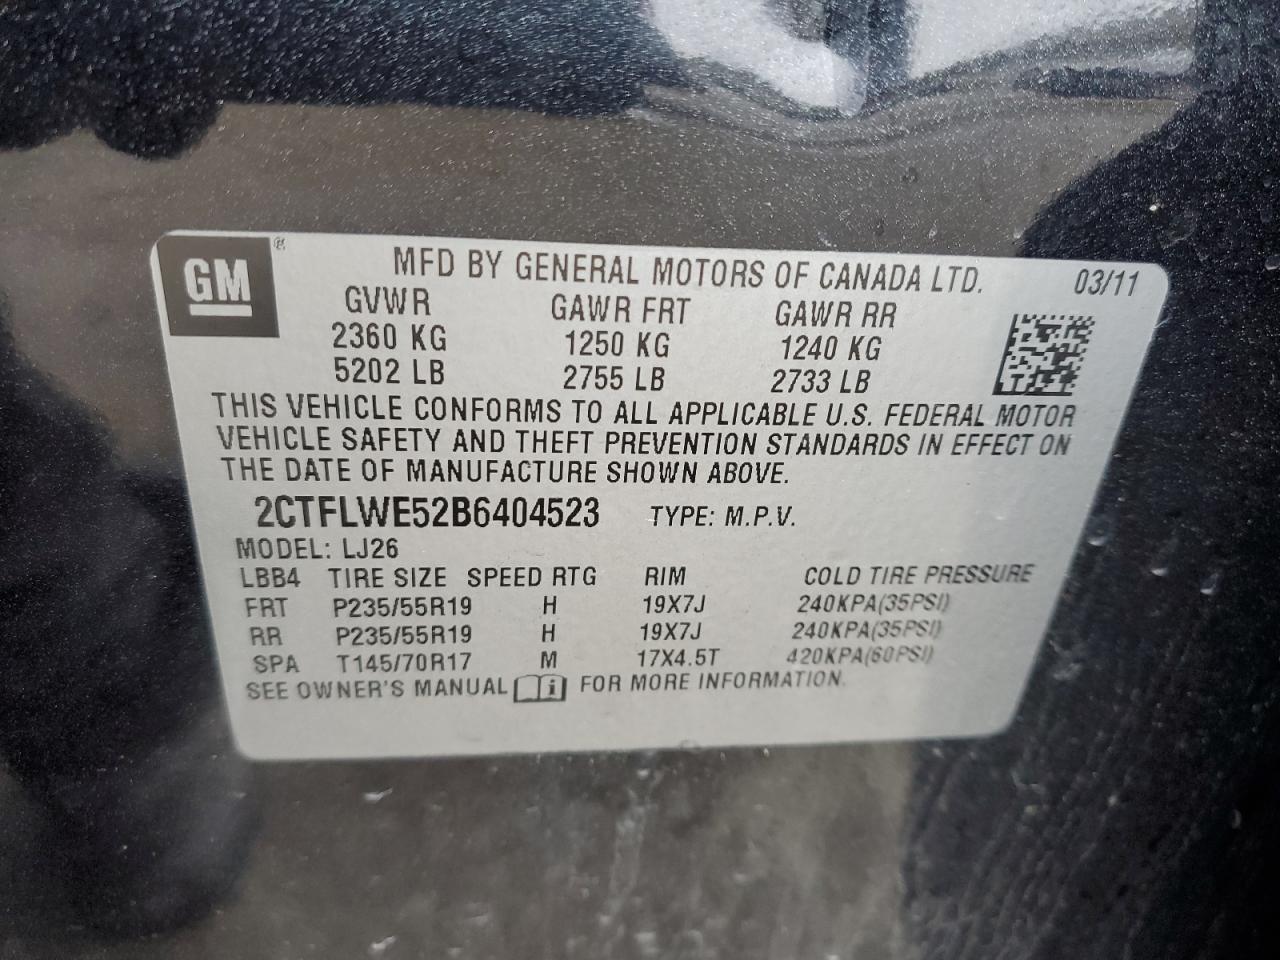 GM ® MFD BY GENERAL MOTORS OF CANADA LTD. 03/11
GVWR GAWR FRT GAWR RR
2360 KG 1250 KG 1240 KG
5202 LB 2755 LB 2733 LB
THIS VEHICLE CONFORMS TO ALL APPLICABLE U.S. FEDERAL MOTOR
VEHICLE SAFETY AND THEFT PREVENTION STANDARDS IN EFFECT ON
THE DATE OF MANUFACTURE SHOWN ABOVE.
2CTFLWE52B6404523 TYPE: M.P.V.
MODEL: LJ26
LBB4 TIRE SIZE SPEED RTG RIM COLD TIRE PRESSURE
FRT P235/55R19 H 19X7J 240KPA(35PSI)
RR P235/55R19 H 19X7J 240KPA(35PSI)
SPA T145/70R17 M 17X4.5T 420KPA(60PSI)
SEE OWNER'S MANUAL i FOR MORE INFORMATION.